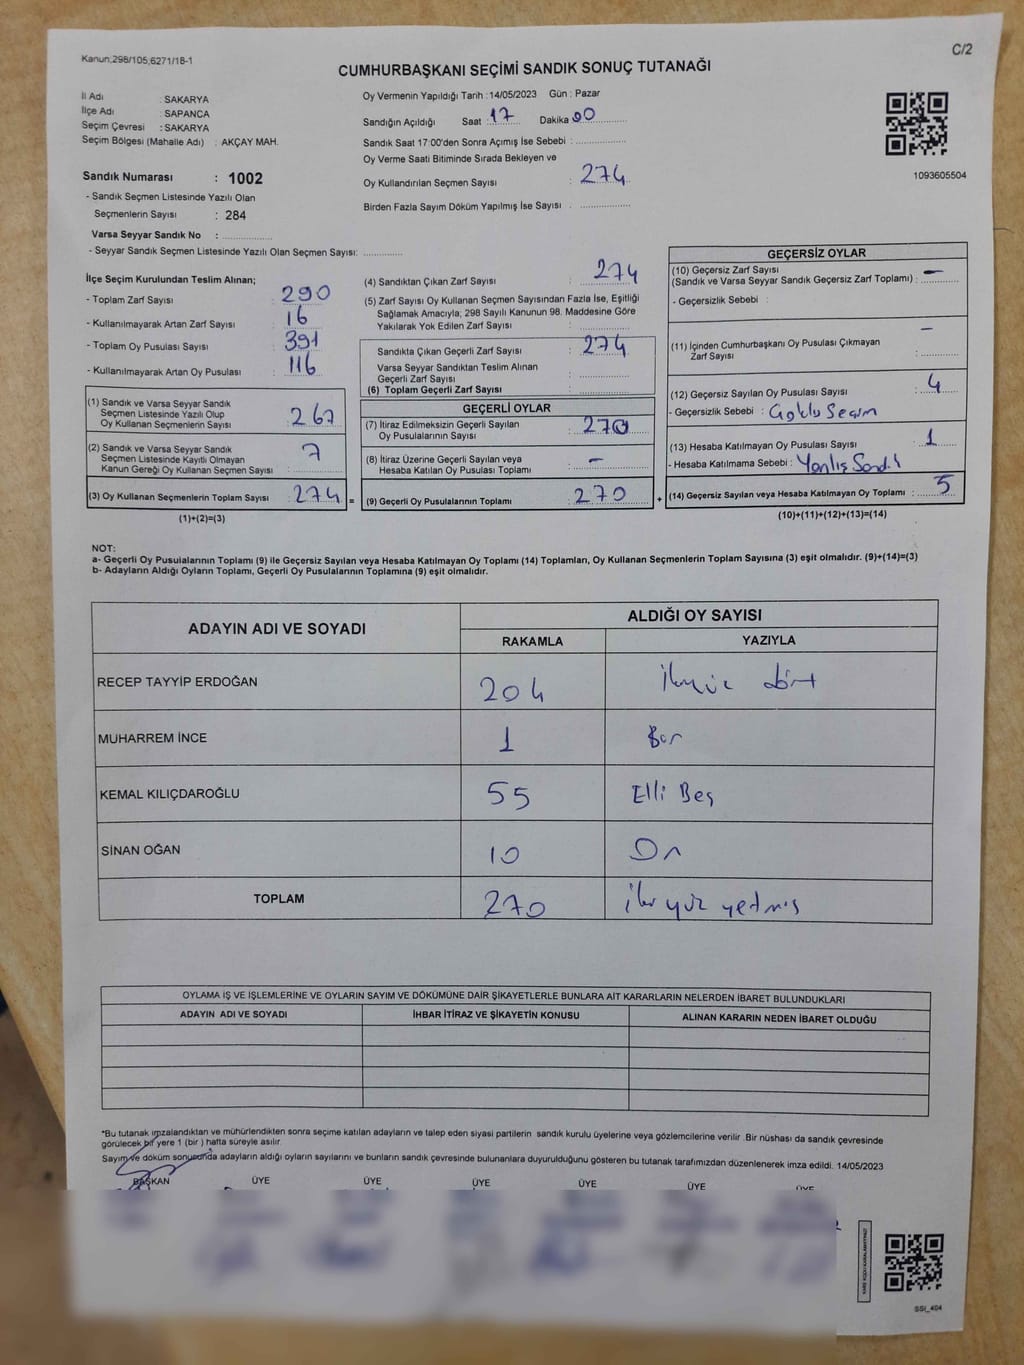 Kanun;298/105,6271/18-1
C/2
CUMHURBAŞKANI SEÇİMİ SANDIK SONUÇ TUTANAĞI
İl Adı : SAKARYA
İlçe Adı : SAPANCA
Seçim Çevresi : SAKARYA
Seçim Bölgesi (Mahalle Adı) : AKÇAY MAH.
Sandık Numarası : 1002
- Sandık Seçmen Listesinde Yazılı Olan
Seçmenlerin Sayısı : 284
Varsa Seyyar Sandık No :
- Seyyar Sandık Seçmen Listesinde Yazılı Olan Seçmen Sayısı:
Oy Vermenin Yapıldığı Tarih :14/05/2023 Gün : Pazar
Sandığın Açıldığı Saat : 17 Dakika 00
Sandık Saat 17:00'den Sonra Açımış İse Sebebi :
Oy Verme Saati Bitiminde Sırada Bekleyen ve
Oy Kullandırılan Seçmen Sayısı : 274
Birden Fazla Sayım Döküm Yapılmış İse Sayısı .
1093605504
İlçe Seçim Kurulundan Teslim Alınan;
- Toplam Zarf Sayısı : 290
- Kullanılmayarak Artan Zarf Sayısı : 16
- Toplam Oy Pusulası Sayısı : 391
- Kullanılmayarak Artan Oy Pusulası : 116
(1) Sandık ve Varsa Seyyar Sandık
Seçmen Listesinde Yazılı Olup
Oy Kullanan Seçmenlerin Sayısı : 267
(2) Sandık ve Varsa Seyyar Sandık
Seçmen Listesinde Kayıtlı Olmayan
Kanun Gereği Oy Kullanan Seçmen Sayısı : 7
(3) Oy Kullanan Seçmenlerin Toplam Sayısı : 274 =
(1)+(2)=(3)
(4) Sandıktan Çıkan Zarf Sayısı : 274
(5) Zarf Sayısı Oy Kullanan Seçmen Sayısından Fazla İse, Eşitliği
Sağlamak Amacıyla; 298 Sayılı Kanunun 98. Maddesine Göre
Yakılarak Yok Edilen Zarf Sayısı :
Sandıkta Çıkan Geçerli Zarf Sayısı : 274
Varsa Seyyar Sandıktan Teslim Alınan
Geçerli Zarf Sayısı :
(6) Toplam Geçerli Zarf Sayısı :
GEÇERLİ OYLAR
(7) İtiraz Edilmeksizin Geçerli Sayılan
Oy Pusulalarının Sayısı : 270
(8) İtiraz Üzerine Geçerli Sayılan veya
Hesaba Katılan Oy Pusulası Toplamı : -
(9) Geçerli Oy Pusulalarının Toplamı : 270 +
GEÇERSİZ OYLAR
(10) Geçersiz Zarf Sayısı
(Sandık ve Varsa Seyyar Sandık Geçersiz Zarf Toplamı) : -
- Geçersizlik Sebebi :
(11) İçinden Cumhurbaşkanı Oy Pusulası Çıkmayan
Zarf Sayısı : -
(12) Geçersiz Sayılan Oy Pusulası Sayısı : 4
- Geçersizlik Sebebi : Çoklu Seçim
(13) Hesaba Katılmayan Oy Pusulası Sayısı : 1
- Hesaba Katılmama Sebebi : Yanlış Sandık
(14) Geçersiz Sayılan veya Hesaba Katılmayan Oy Toplamı : 5
(10)+(11)+(12)+(13)=(14)
NOT:
a- Geçerli Oy Pusulalarının Toplamı (9) ile Geçersiz Sayılan veya Hesaba Katılmayan Oy Toplamı (14) Toplamları, Oy Kullanan Seçmenlerin Toplam Sayısına (3) eşit olmalıdır. (9)+(14)=(3)
b- Adayların Aldığı Oyların Toplamı, Geçerli Oy Pusulalarının Toplamına (9) eşit olmalıdır.
ADAYIN ADI VE SOYADI ALDIĞI OY SAYISI
RAKAMLA YAZIYLA
RECEP TAYYİP ERDOĞAN 204 İkiyüz dört
MUHARREM İNCE 1 Bir
KEMAL KILIÇDAROĞLU 55 Elli Beş
SİNAN OĞAN 10 On
TOPLAM 270 iki yüz yetmiş
OYLAMA İŞ VE İŞLEMLERİNE VE OYLARIN SAYIM VE DÖKÜMÜNE DAİR ŞİKAYETLERLE BUNLARA AİT KARARLARIN NELERDEN İBARET BULUNDUKLARI
ADAYIN ADI VE SOYADI İHBAR İTİRAZ VE ŞİKAYETİN KONUSU ALINAN KARARIN NEDEN İBARET OLDUĞU
*Bu tutanak imzalandıktan ve mühürlendikten sonra seçime katılan adayların ve talep eden siyasi partilerin sandık kurulu üyelerine veya gözlemcilerine verilir .Bir nüshası da sandık çevresinde
görülecek bir yere 1 (bir ) hafta süreyle asılır.
Sayım ve döküm sonucunda adayların aldığı oyların sayılarını ve bunların sandık çevresinde bulunanlara duyurulduğunu gösteren bu tutanak tarafımızdan düzenlenerek imza edildi. 14/05/2023
BAŞKAN ÜYE ÜYE ÜYE ÜYE ÜYE ÜYE
SSI_404